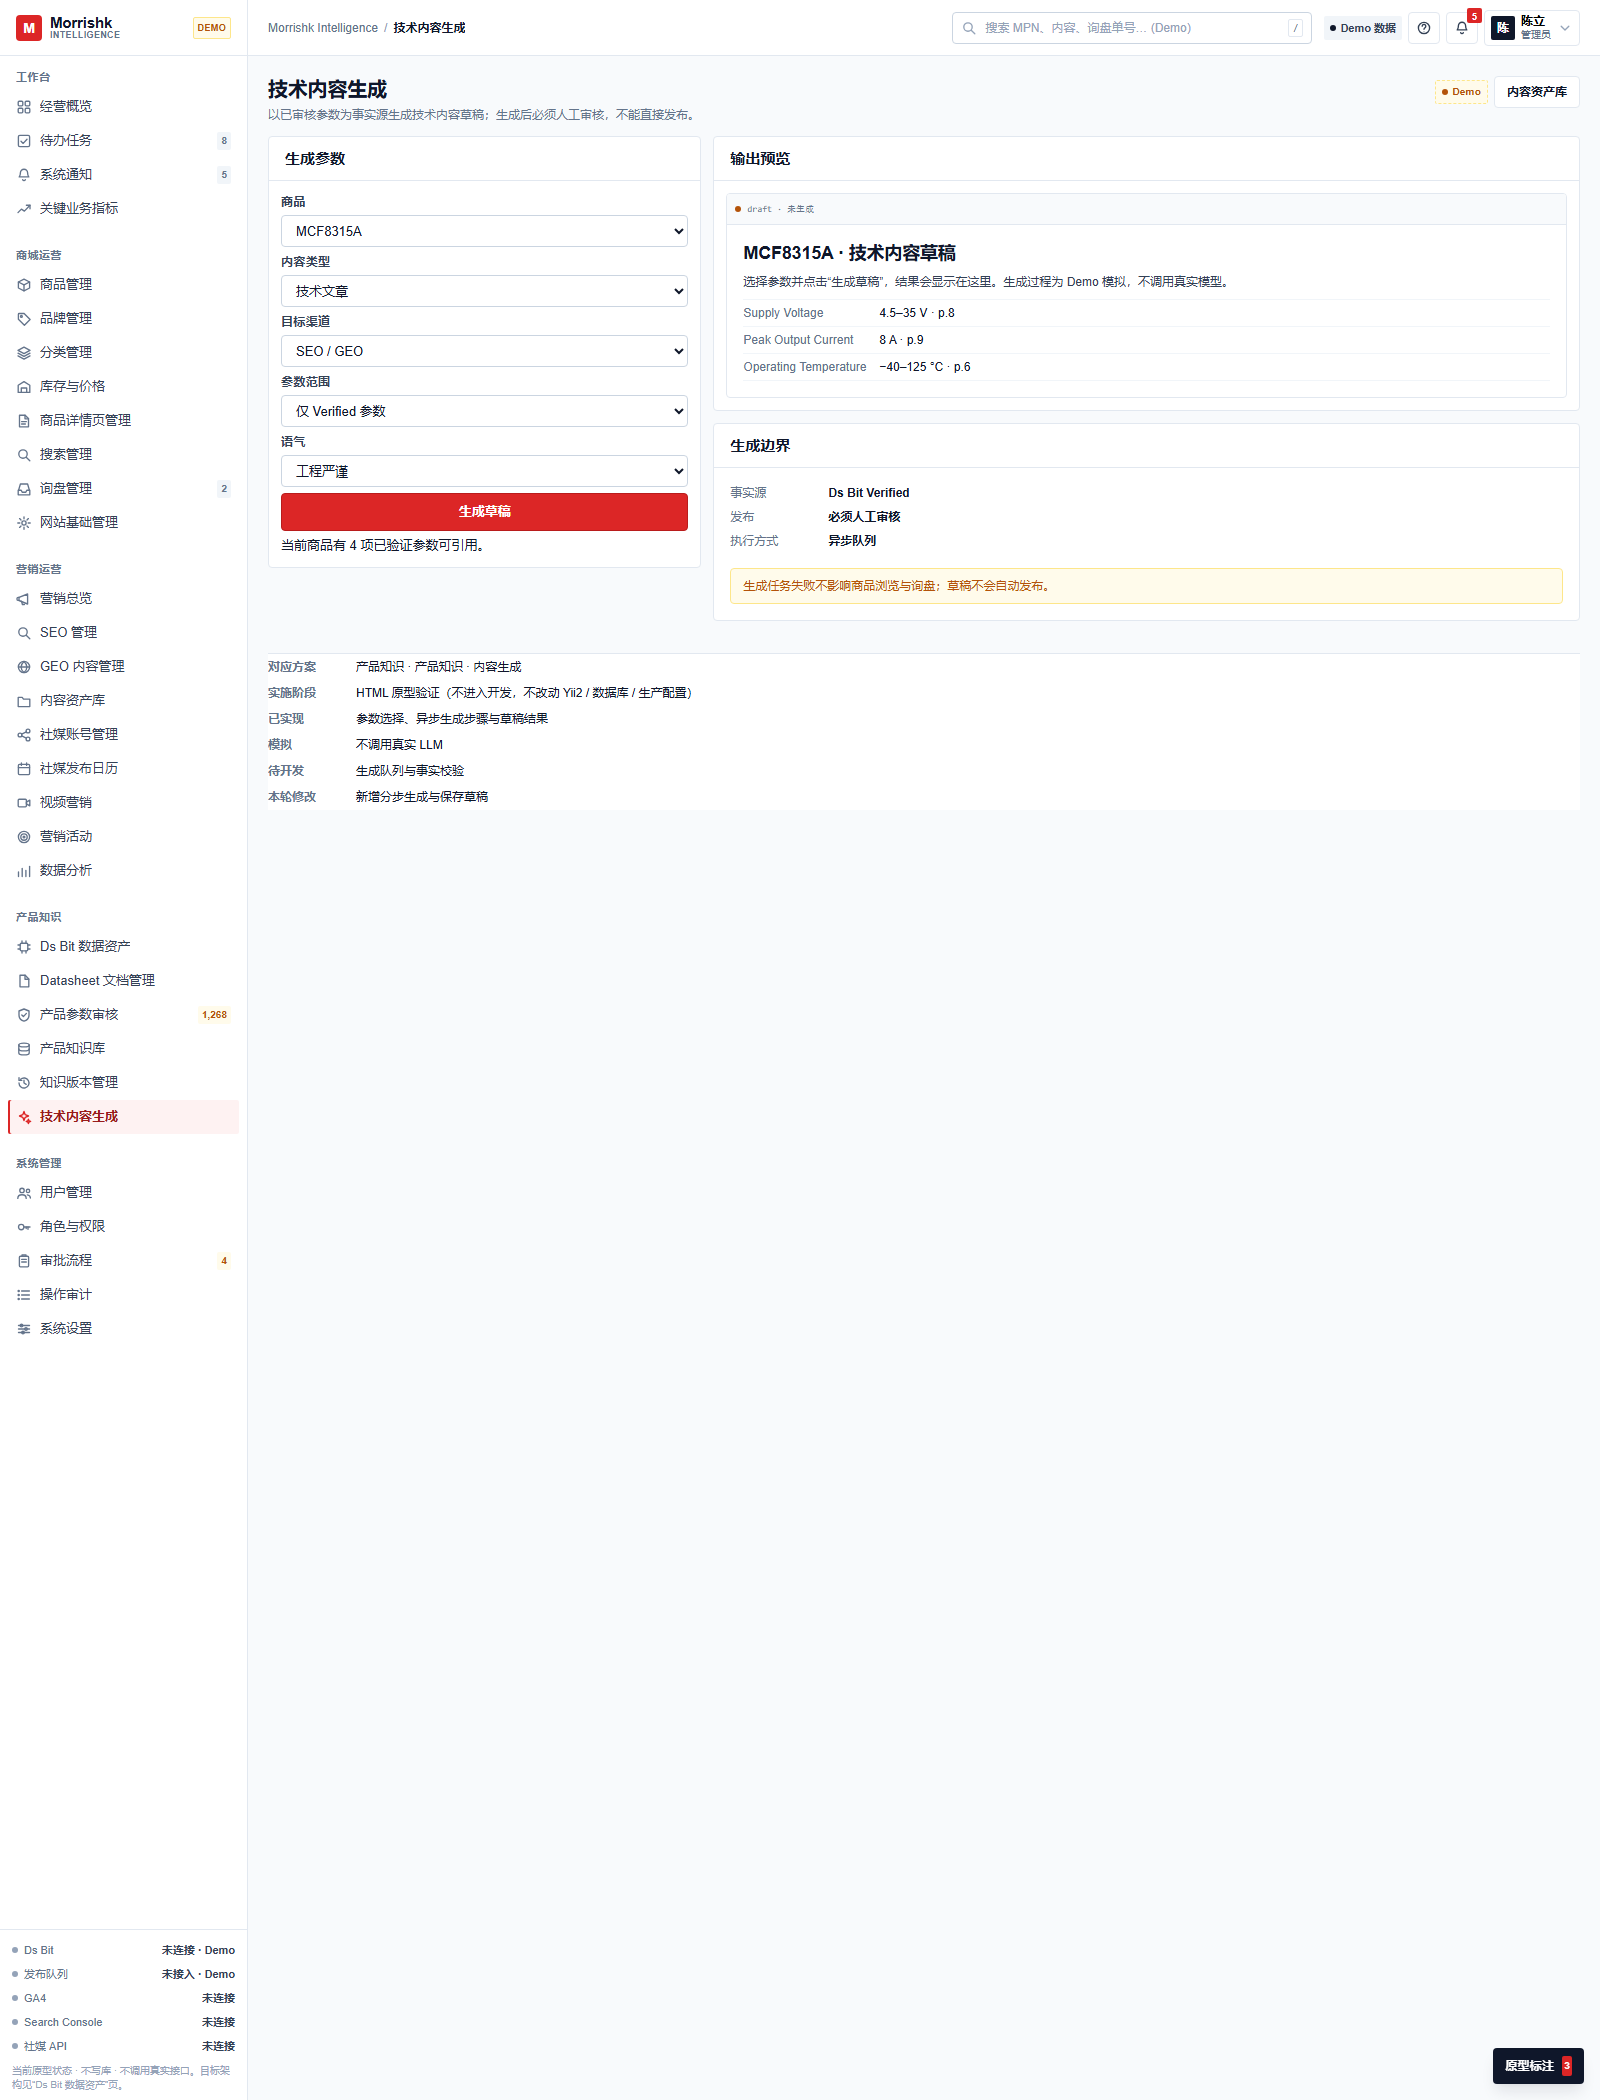 M
Morrishk
INTELLIGENCE
DEMO
工作台
经营概览
待办任务 8
系统通知 5
关键业务指标
商城运营
商品管理
品牌管理
分类管理
库存与价格
商品详情页管理
搜索管理
询盘管理 2
网站基础管理
营销运营
营销总览
SEO 管理
GEO 内容管理
内容资产库
社媒账号管理
社媒发布日历
视频营销
营销活动
数据分析
产品知识
Ds Bit 数据资产
Datasheet 文档管理
产品参数审核 1,268
产品知识库
知识版本管理
技术内容生成
系统管理
用户管理
角色与权限
审批流程 4
操作审计
系统设置
Ds Bit 未连接 · Demo
发布队列 未接入 · Demo
GA4 未连接
Search Console 未连接
社媒 API 未连接
当前原型状态 · 不写库 · 不调用真实接口。目标架
构见“Ds Bit 数据资产”页。
Morrishk Intelligence / 技术内容生成
搜索 MPN、内容、询盘单号... (Demo) /
Demo 数据
5
陈
陈立
管理员
技术内容生成
以已审核参数为事实源生成技术内容草稿；生成后必须人工审核，不能直接发布。
Demo
内容资产库
生成参数
商品
MCF8315A
内容类型
技术文章
目标渠道
SEO / GEO
参数范围
仅 Verified 参数
语气
工程严谨
生成草稿
当前商品有 4 项已验证参数可引用。
输出预览
draft · 未生成
MCF8315A · 技术内容草稿
选择参数并点击“生成草稿”，结果会显示在这里。生成过程为 Demo 模拟，不调用真实模型。
Supply Voltage 4.5–35 V · p.8
Peak Output Current 8 A · p.9
Operating Temperature −40–125 °C · p.6
生成边界
事实源 Ds Bit Verified
发布 必须人工审核
执行方式 异步队列
生成任务失败不影响商品浏览与询盘；草稿不会自动发布。
对应方案 产品知识 · 产品知识 · 内容生成
实施阶段 HTML 原型验证（不进入开发，不改动 Yii2 / 数据库 / 生产配置）
已实现 参数选择、异步生成步骤与草稿结果
模拟 不调用真实 LLM
待开发 生成队列与事实校验
本轮修改 新增分步生成与保存草稿
原型标注 3